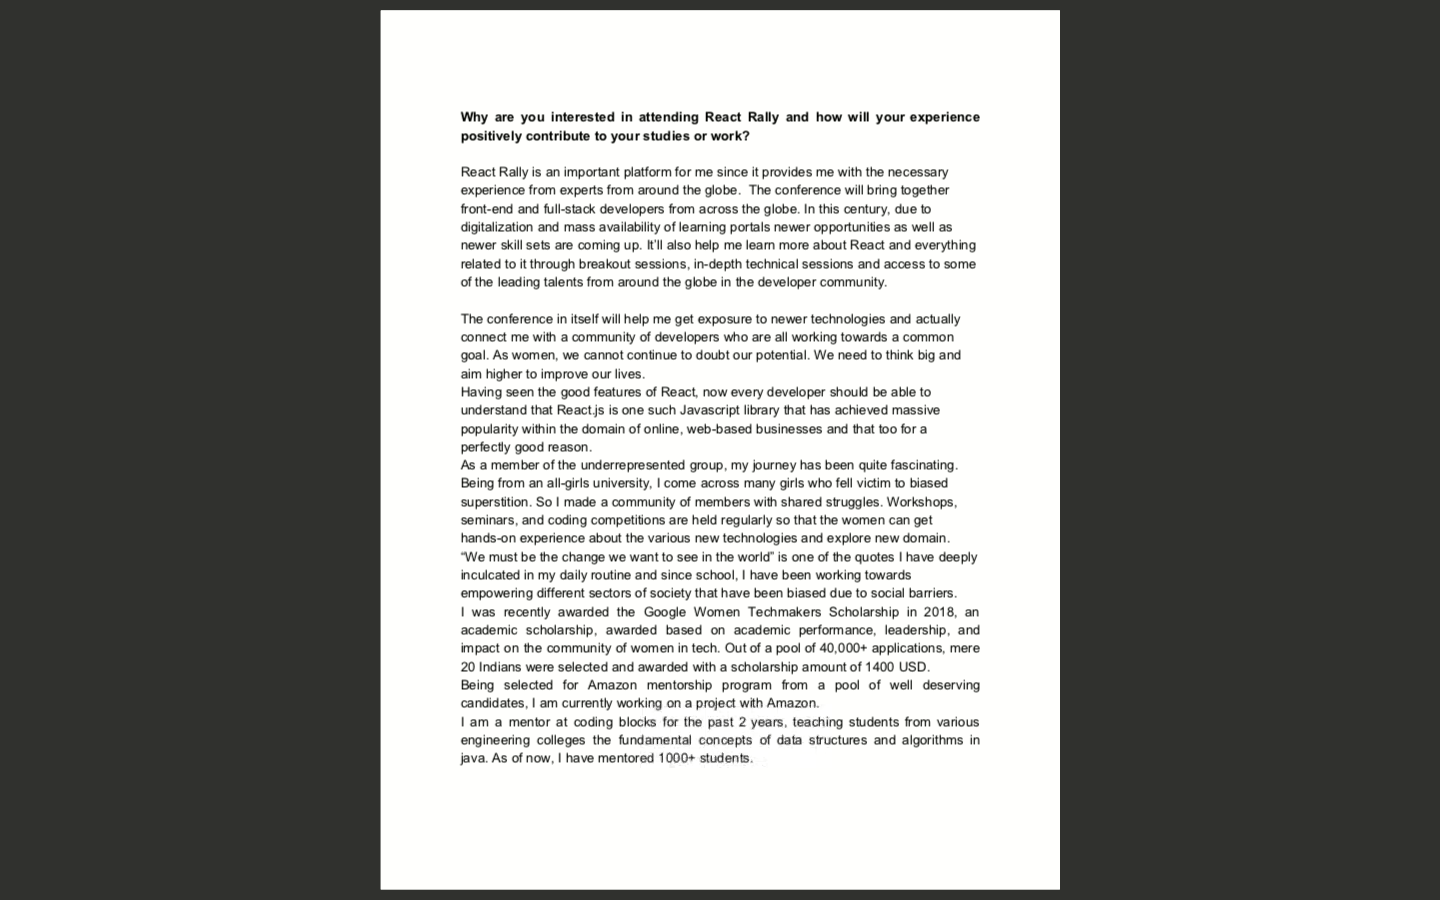 Why are you interested in attending React Rally and how will your experience
positively contribute to your studies or work?
React Rally is an important platform for me since it provides me with the necessary
experience from experts from around the globe.  The conference will bring together
front-end and full-stack developers from across the globe. In this century, due to
digitalization and mass availability of learning portals newer opportunities as well as
newer skill sets are coming up. It'll also help me learn more about React and everything
related to it through breakout sessions, in-depth technical sessions and access to some
of the leading talents from around the globe in the developer community.
The conference in itself will help me get exposure to newer technologies and actually
connect me with a community of developers who are all working towards a common
goal. As women, we cannot continue to doubt our potential. We need to think big and
aim higher to improve our lives.
Having seen the good features of React, now every developer should be able to
understand that React.js is one such Javascript library that has achieved massive
popularity within the domain of online, web-based businesses and that too for a
perfectly good reason.
As a member of the underrepresented group, my journey has been quite fascinating.
Being from an all-girls university, I come across many girls who fell victim to biased
superstition. So I made a community of members with shared struggles. Workshops,
seminars, and coding competitions are held regularly so that the women can get
hands-on experience about the various new technologies and explore new domain.
“We must be the change we want to see in the world” is one of the quotes I have deeply
inculcated in my daily routine and since school, I have been working towards
empowering different sectors of society that have been biased due to social barriers.
I was recently awarded the Google Women Techmakers Scholarship in 2018, an
academic scholarship, awarded based on academic performance, leadership, and
impact on the community of women in tech. Out of a pool of 40,000+ applications, mere
20 Indians were selected and awarded with a scholarship amount of 1400 USD.
Being selected for Amazon mentorship program from a pool of well deserving
candidates, I am currently working on a project with Amazon.
I am a mentor at coding blocks for the past 2 years, teaching students from various
engineering colleges the fundamental concepts of data structures and algorithms in
java. As of now, I have mentored 1000+ students.